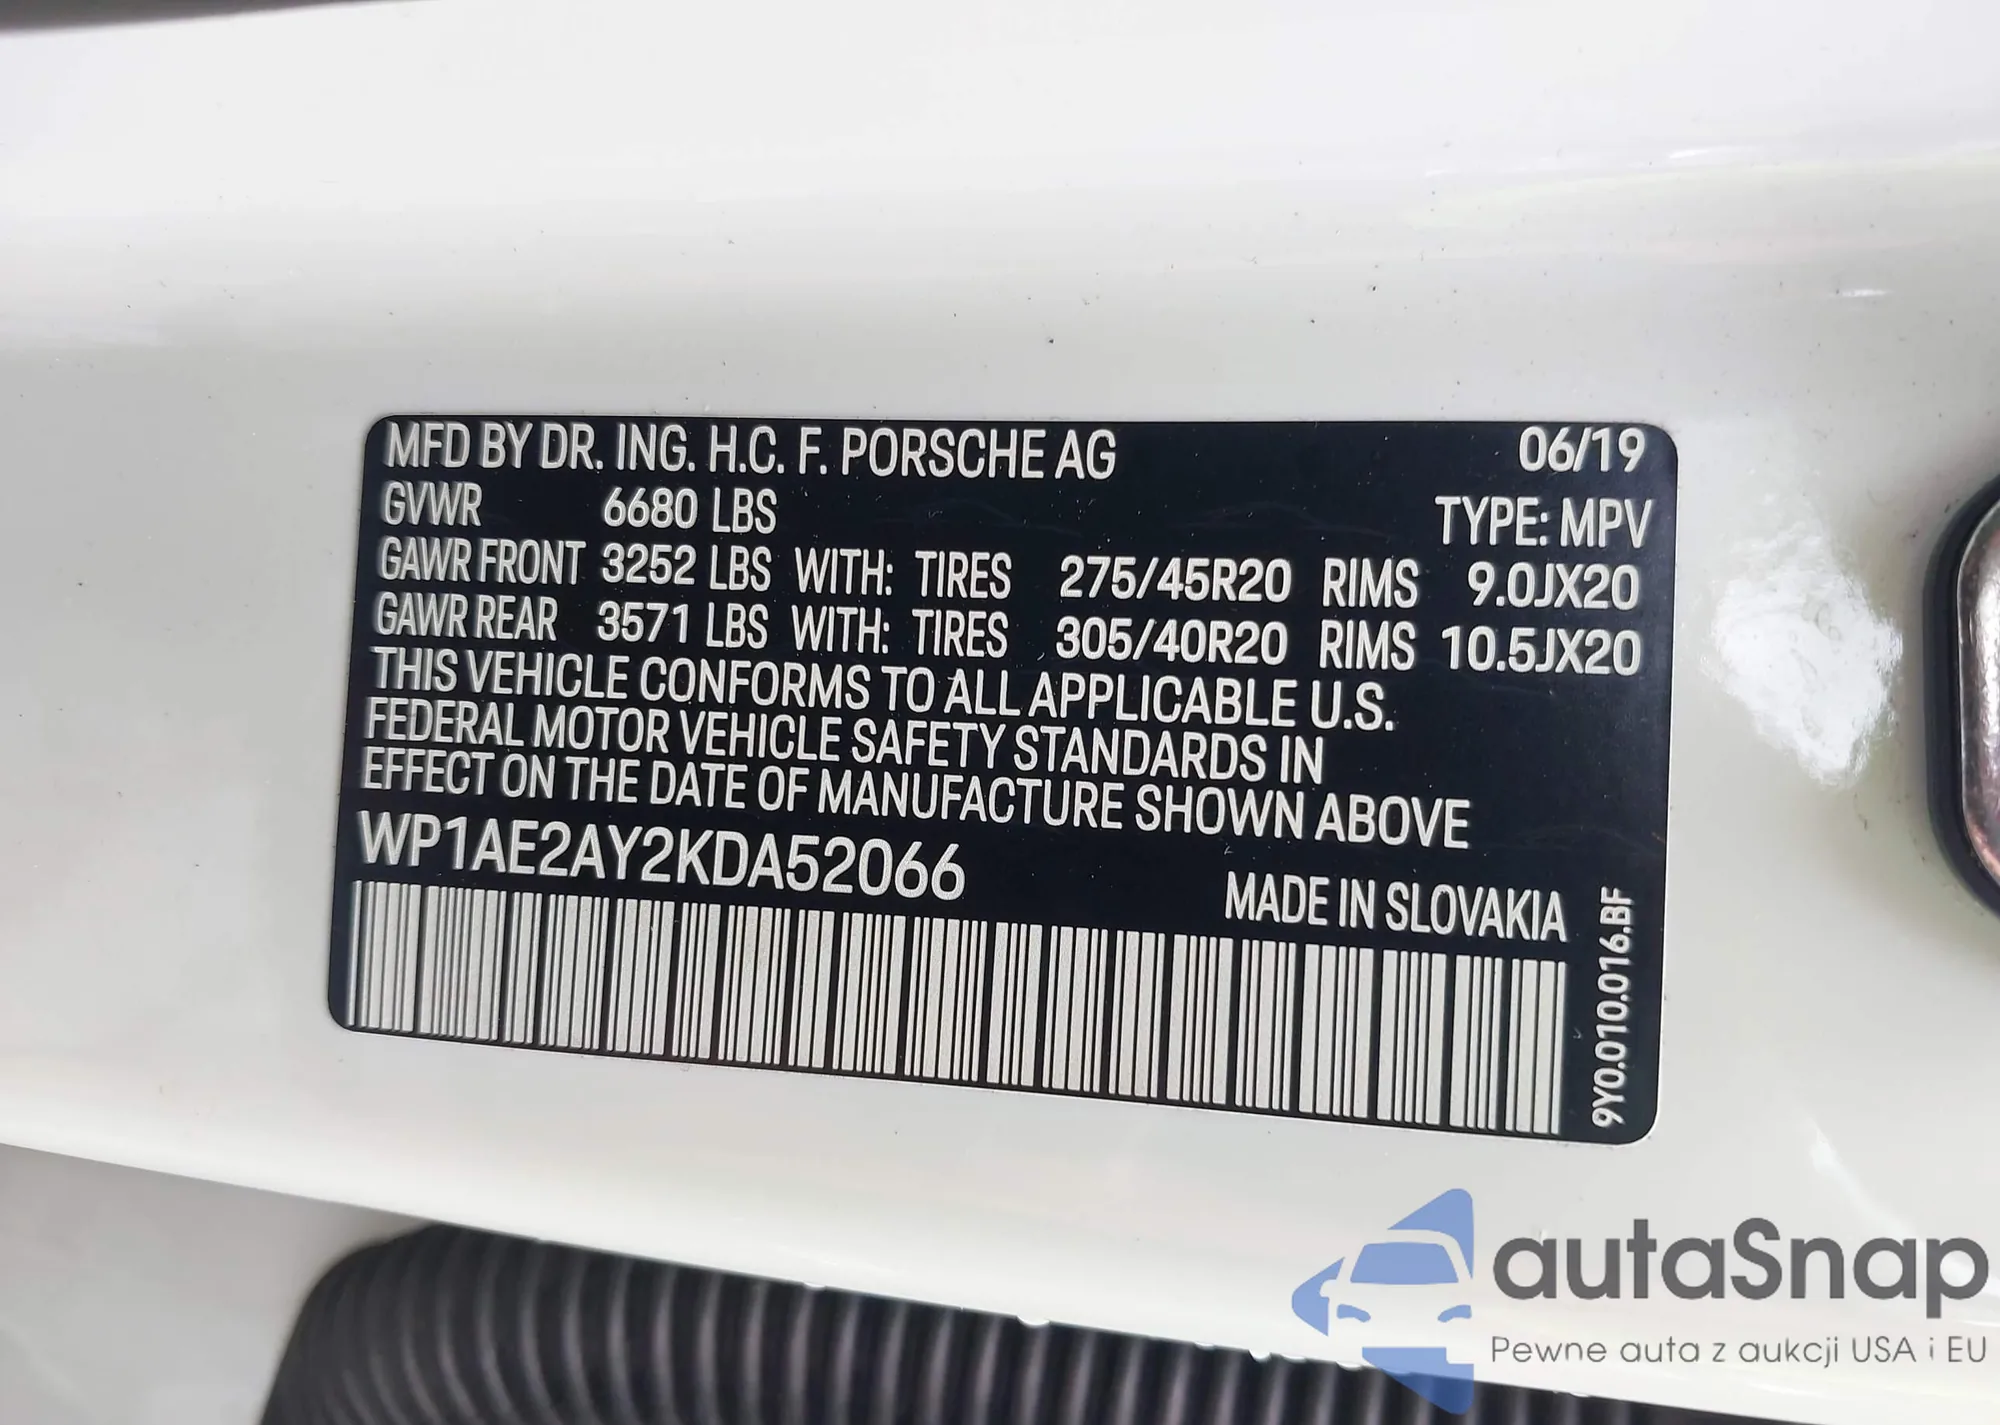 MFD BY DR. ING. H.C. F. PORSCHE AG 06/19
GVWR 6680 LBS TYPE: MPV
GAWR FRONT 3252 LBS WITH: TIRES 275/45R20 RIMS 9.0JX20
GAWR REAR 3571 LBS WITH: TIRES 305/40R20 RIMS 10.5JX20
THIS VEHICLE CONFORMS TO ALL APPLICABLE U.S.
FEDERAL MOTOR VEHICLE SAFETY STANDARDS IN
EFFECT ON THE DATE OF MANUFACTURE SHOWN ABOVE
WP1AE2AY2KDA52066
MADE IN SLOVAKIA
9Y0.010.016.BF
autaSnap
Pewne auta z aukcji USA i EU